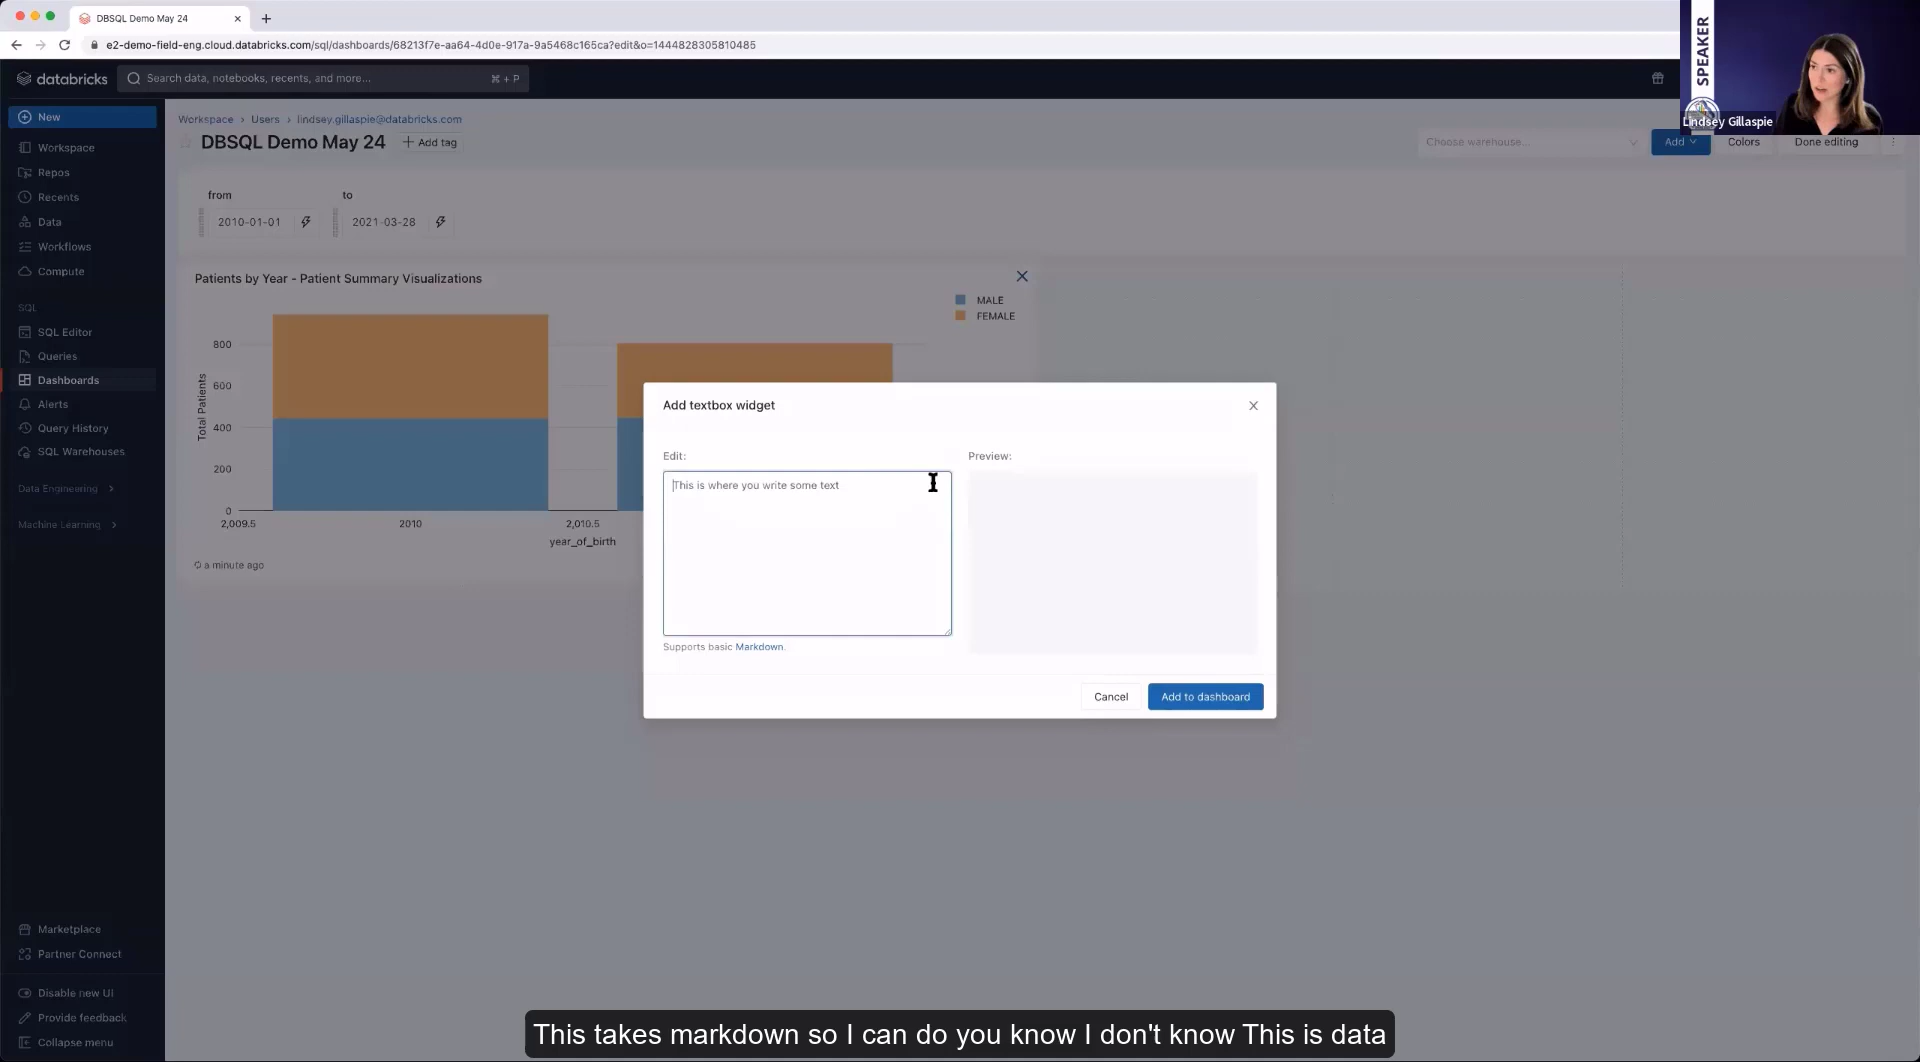 DBSQL Demo May 24
e2-demo-field-eng.cloud.databricks.com/sql/dashboards/68213f7e-aa64-4d0e-917a-9a5468c165ca?edit&o=1444828305810485
SPEAKER
Lindsey Gillaspie
databricks
Search data, notebooks, recents, and more...
⌘ + P
New
Workspace
Repos
Recents
Data
Workflows
Compute
SQL
SQL Editor
Queries
Dashboards
Alerts
Query History
SQL Warehouses
Data Engineering
Machine Learning
Marketplace
Partner Connect
Disable new UI
Provide feedback
Collapse menu
Workspace › Users › lindsey.gillaspie@databricks.com
DBSQL Demo May 24
+ Add tag
Choose warehouse...
Add
Colors
Done editing
from
to
2010-01-01
2021-03-28
Patients by Year - Patient Summary Visualizations
MALE
FEMALE
Total Patients
800
600
400
200
0
2,009.5
2010
2,010.5
year_of_birth
a minute ago
Add textbox widget
Edit:
Preview:
This is where you write some text
Supports basic Markdown.
Cancel
Add to dashboard
This takes markdown so I can do you know I don't know This is data